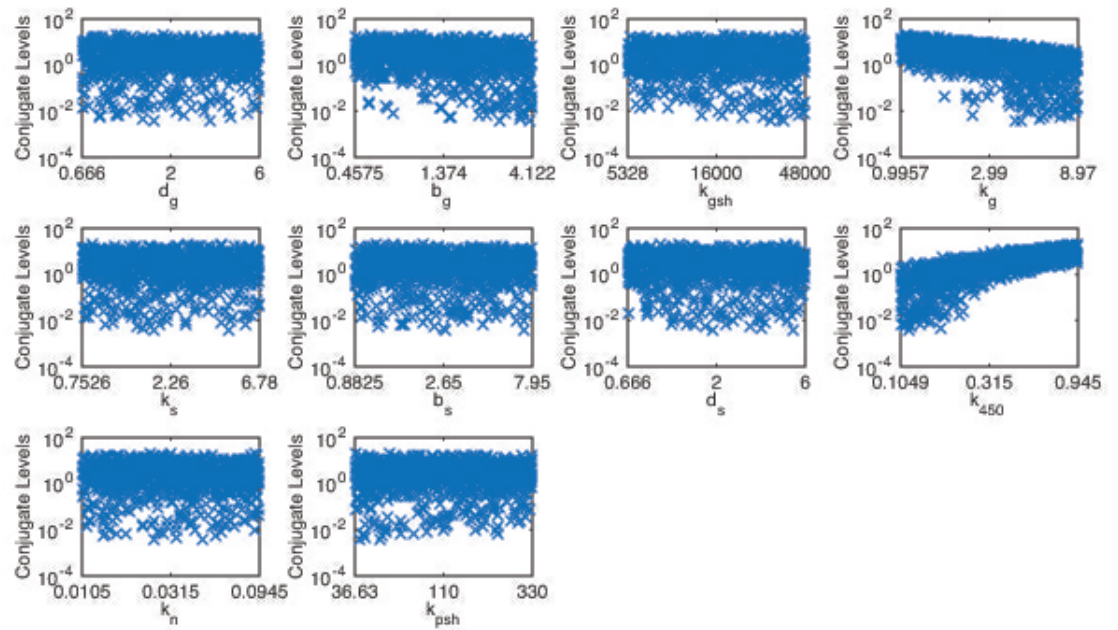 Conjugate Levels
10^2
10^0
10^-2
10^-4
0.666 2 6
d_g
Conjugate Levels
10^2
10^0
10^-2
10^-4
0.4575 1.374 4.122
b_g
Conjugate Levels
10^2
10^0
10^-2
10^-4
5328 16000 48000
k_gsh
Conjugate Levels
10^2
10^0
10^-2
10^-4
0.9957 2.99 8.97
k_g
Conjugate Levels
10^2
10^0
10^-2
10^-4
0.7526 2.26 6.78
k_s
Conjugate Levels
10^2
10^0
10^-2
10^-4
0.8825 2.65 7.95
b_s
Conjugate Levels
10^2
10^0
10^-2
10^-4
0.666 2 6
d_s
Conjugate Levels
10^2
10^0
10^-2
10^-4
0.1049 0.315 0.945
k_450
Conjugate Levels
10^2
10^0
10^-2
10^-4
0.0105 0.0315 0.0945
k_n
Conjugate Levels
10^2
10^0
10^-2
10^-4
36.63 110 330
k_psh